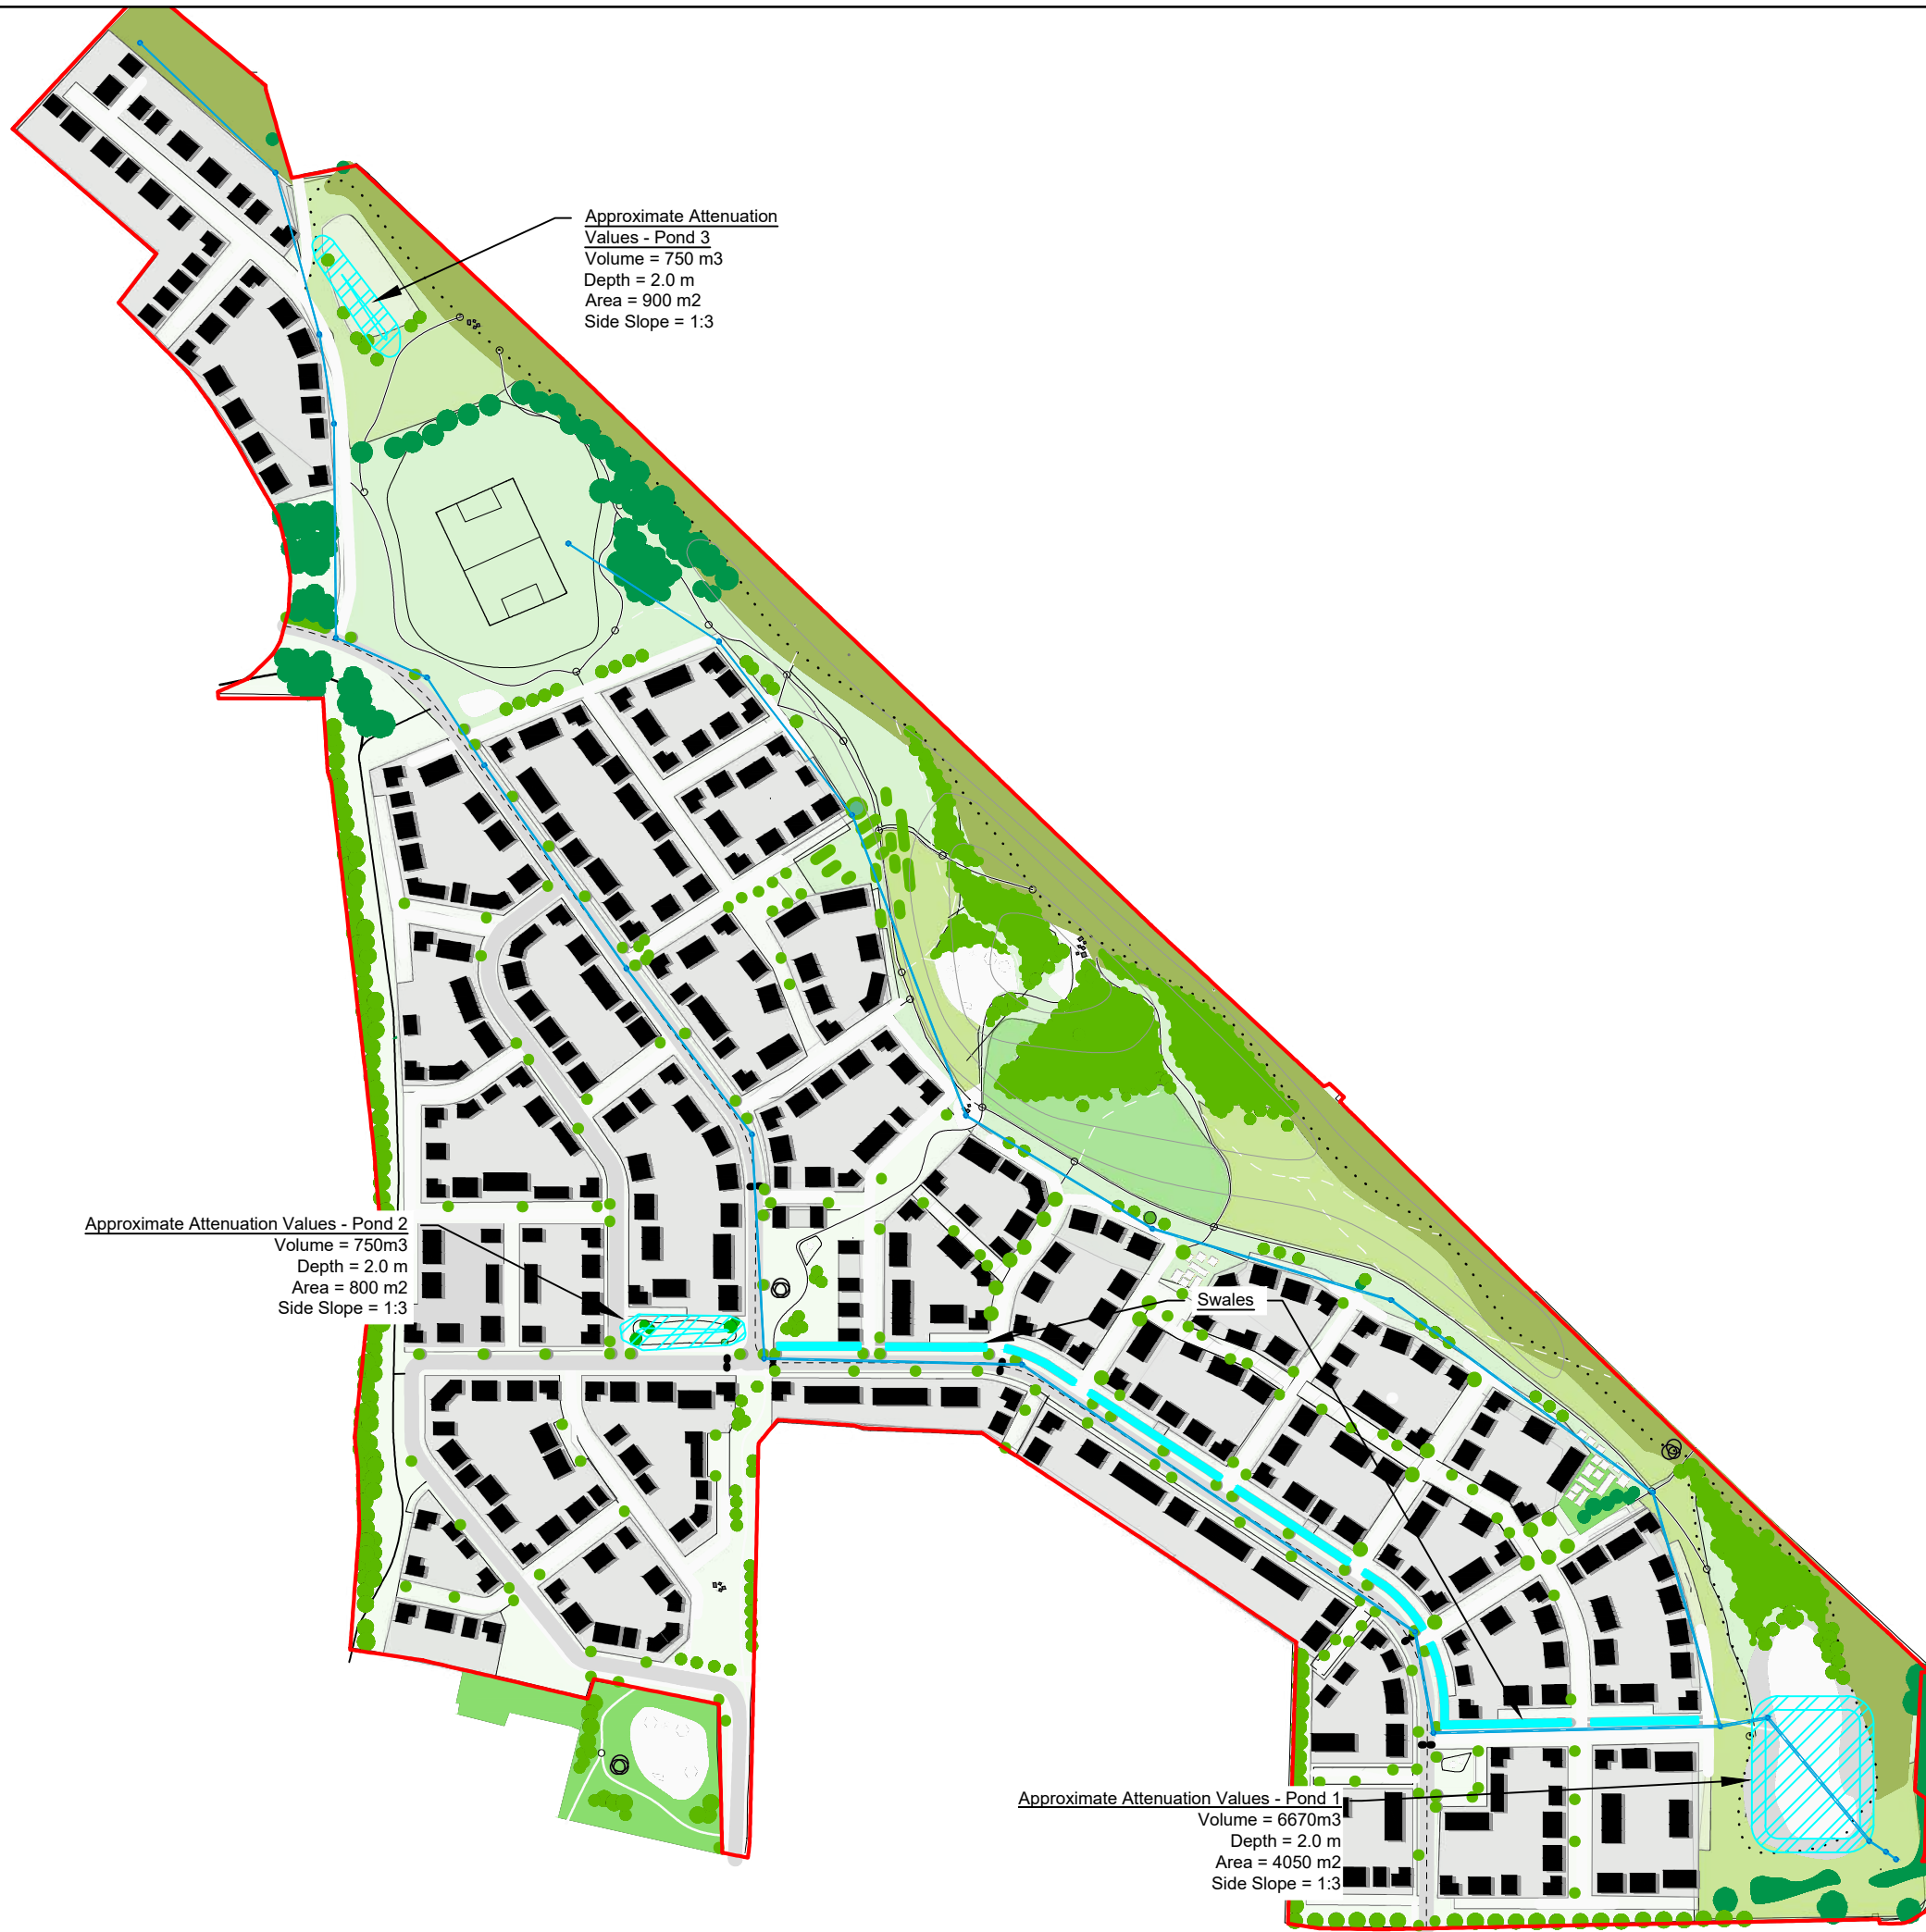 Approximate Attenuation
Values - Pond 3
Volume = 750 m3
Depth = 2.0 m
Area = 900 m2
Side Slope = 1:3
Approximate Attenuation Values - Pond 2
Volume = 750m3
Depth = 2.0 m
Area = 800 m2
Side Slope = 1:3
Swales
Approximate Attenuation Values - Pond 1
Volume = 6670m3
Depth = 2.0 m
Area = 4050 m2
Side Slope = 1:3